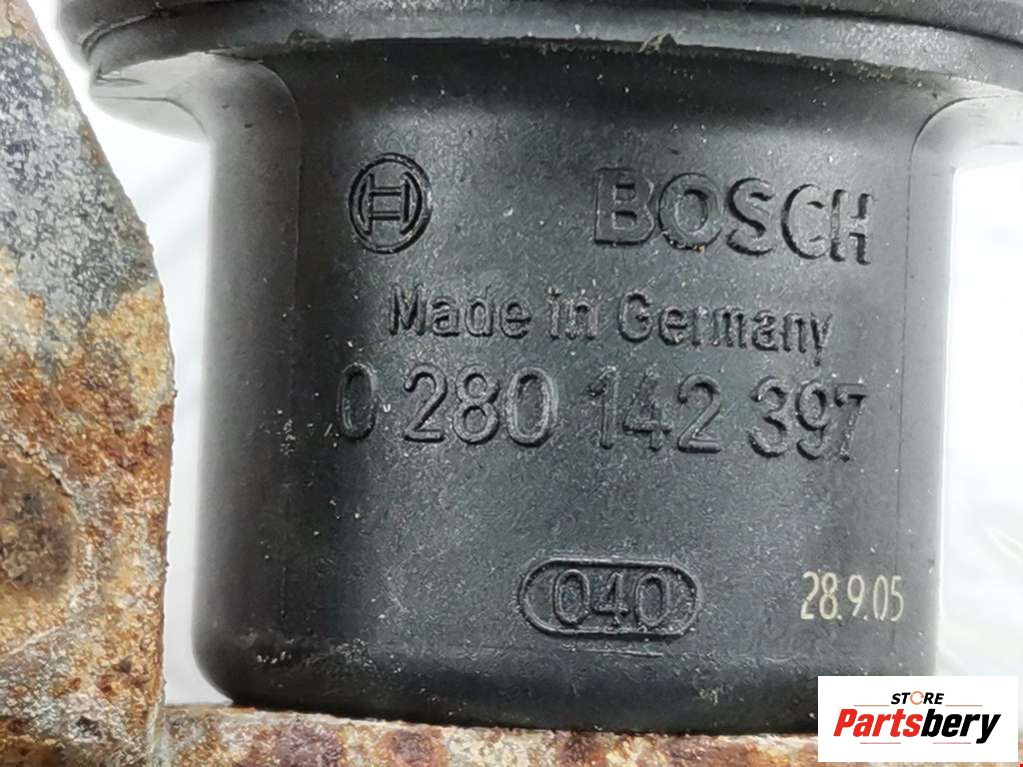 BOSCH
Made in Germany
0 280 142 397
040
28.9.05
STORE
Partsbery